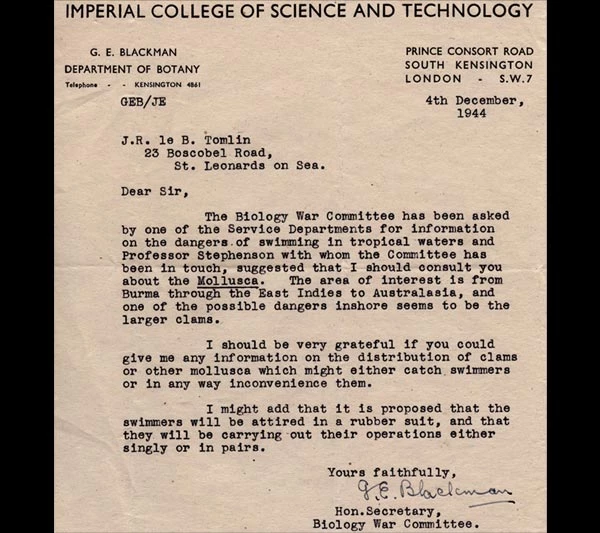 IMPERIAL COLLEGE OF SCIENCE AND TECHNOLOGY
G. E. BLACKMAN
DEPARTMENT OF BOTANY
Telephone - - KENSINGTON 4861
GEB/JE
PRINCE CONSORT ROAD
SOUTH KENSINGTON
LONDON - S.W.7
4th December,
1944
J.R. le B. Tomlin
23 Boscobel Road,
St. Leonards on Sea.
Dear Sir,
The Biology War Committee has been asked
by one of the Service Departments for information
on the dangers of swimming in tropical waters and
Professor Stephenson with whom the Committee has
been in touch, suggested that I should consult you
about the Mollusca. The area of interest is from
Burma through the East Indies to Australasia, and
one of the possible dangers inshore seems to be the
larger clams.
I should be very grateful if you could
give me any information on the distribution of clams
or other mollusca which might either catch swimmers
or in any way inconvenience them.
I might add that it is proposed that the
swimmers will be attired in a rubber suit, and that
they will be carrying out their operations either
singly or in pairs.
Yours faithfully,
G.E. Blackman
Hon.Secretary,
Biology War Committee.